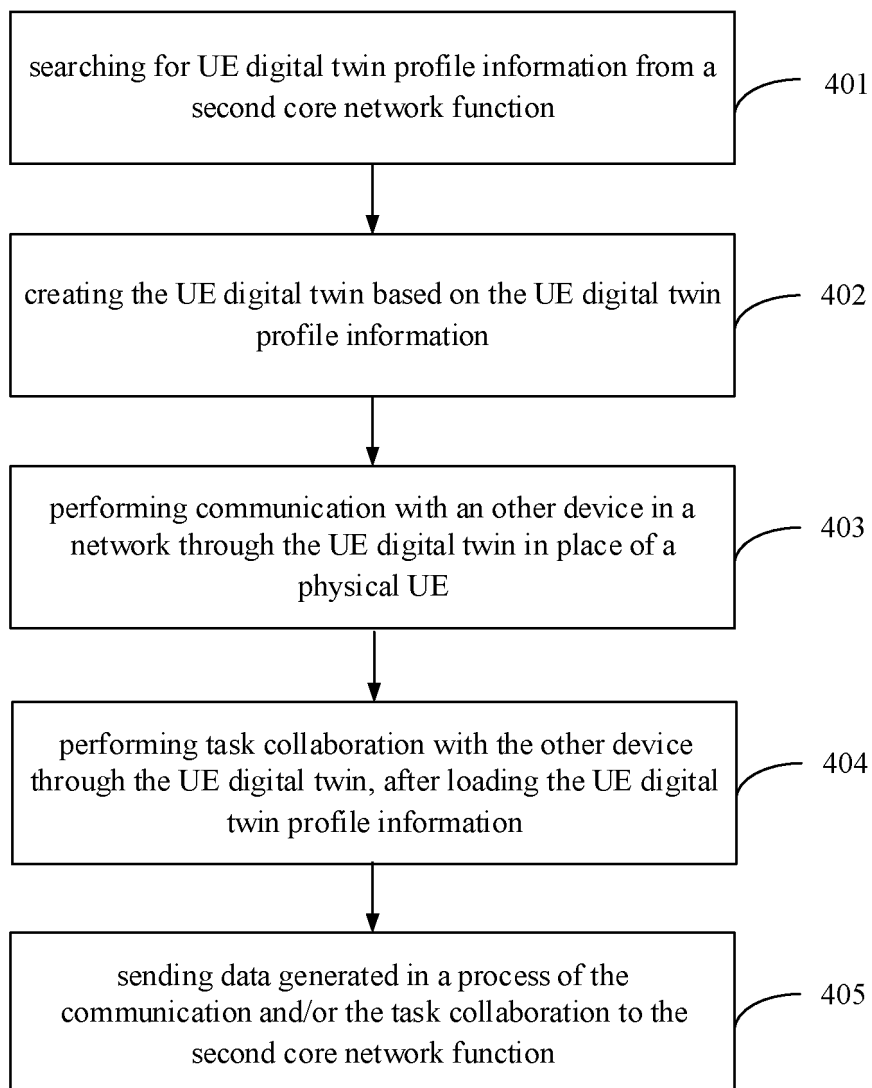 searching for UE digital twin profile information from a
second core network function
401
creating the UE digital twin based on the UE digital twin
profile information
402
performing communication with an other device in a
network through the UE digital twin in place of a
physical UE
403
performing task collaboration with the other device
through the UE digital twin, after loading the UE digital
twin profile information
404
sending data generated in a process of the
communication and/or the task collaboration to the
second core network function
405